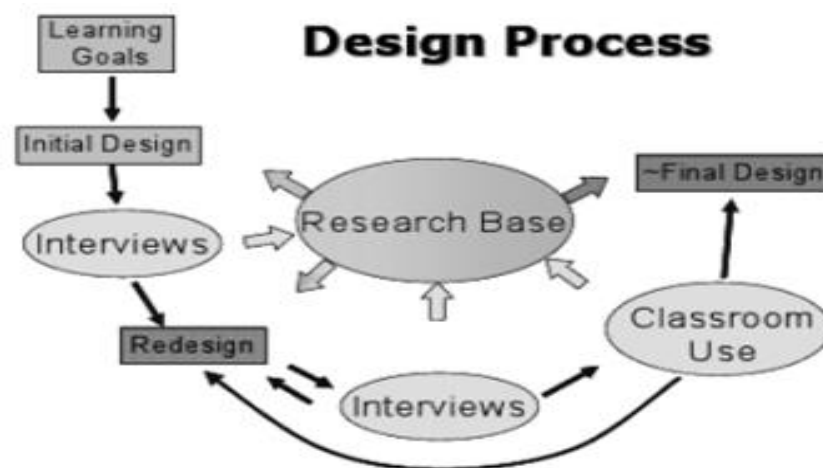 Design Process
Learning
Goals
Initial Design
Interviews
Research Base
~Final Design
Redesign
Interviews
Classroom
Use